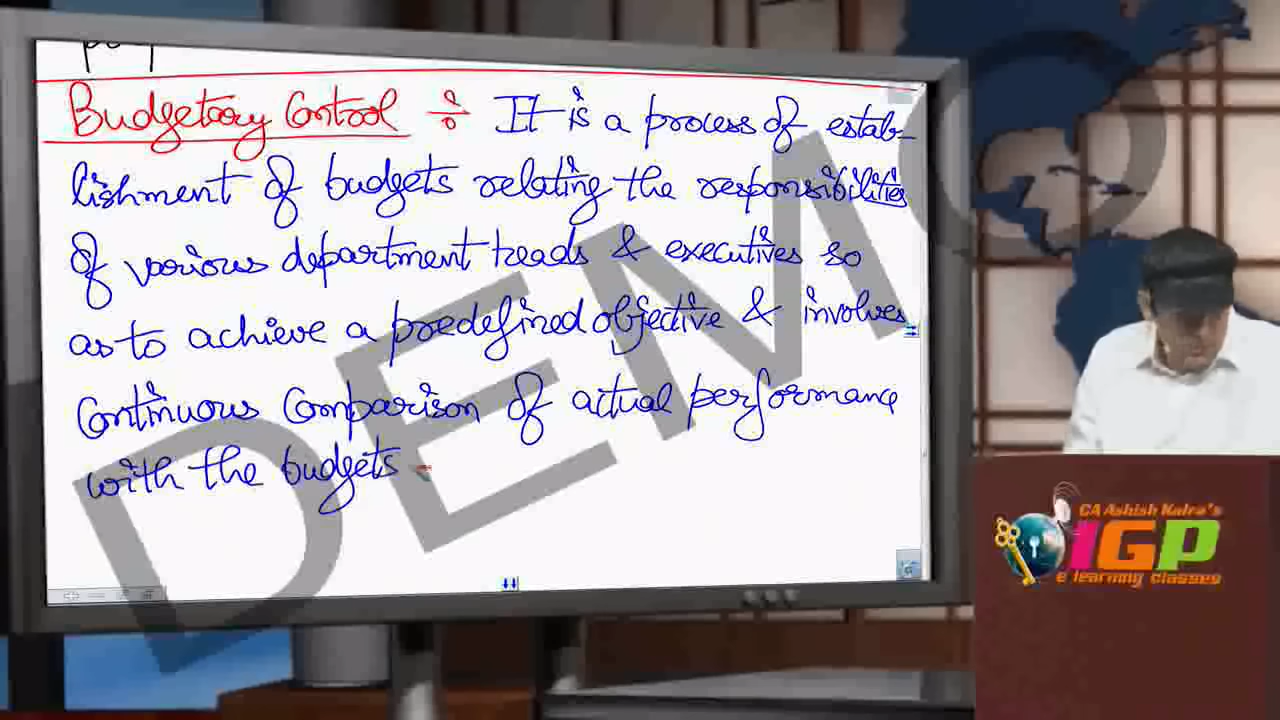 Budgetary Control ÷ It is a process of estab-
lishment of budgets relating the responsibilities
of various department heads & executives so
as to achieve a predefined objective & involves
Continuous Comparison of actual performance
with the budgets
DEMO
CA Ashish Kalra's
IGP
e learning classes